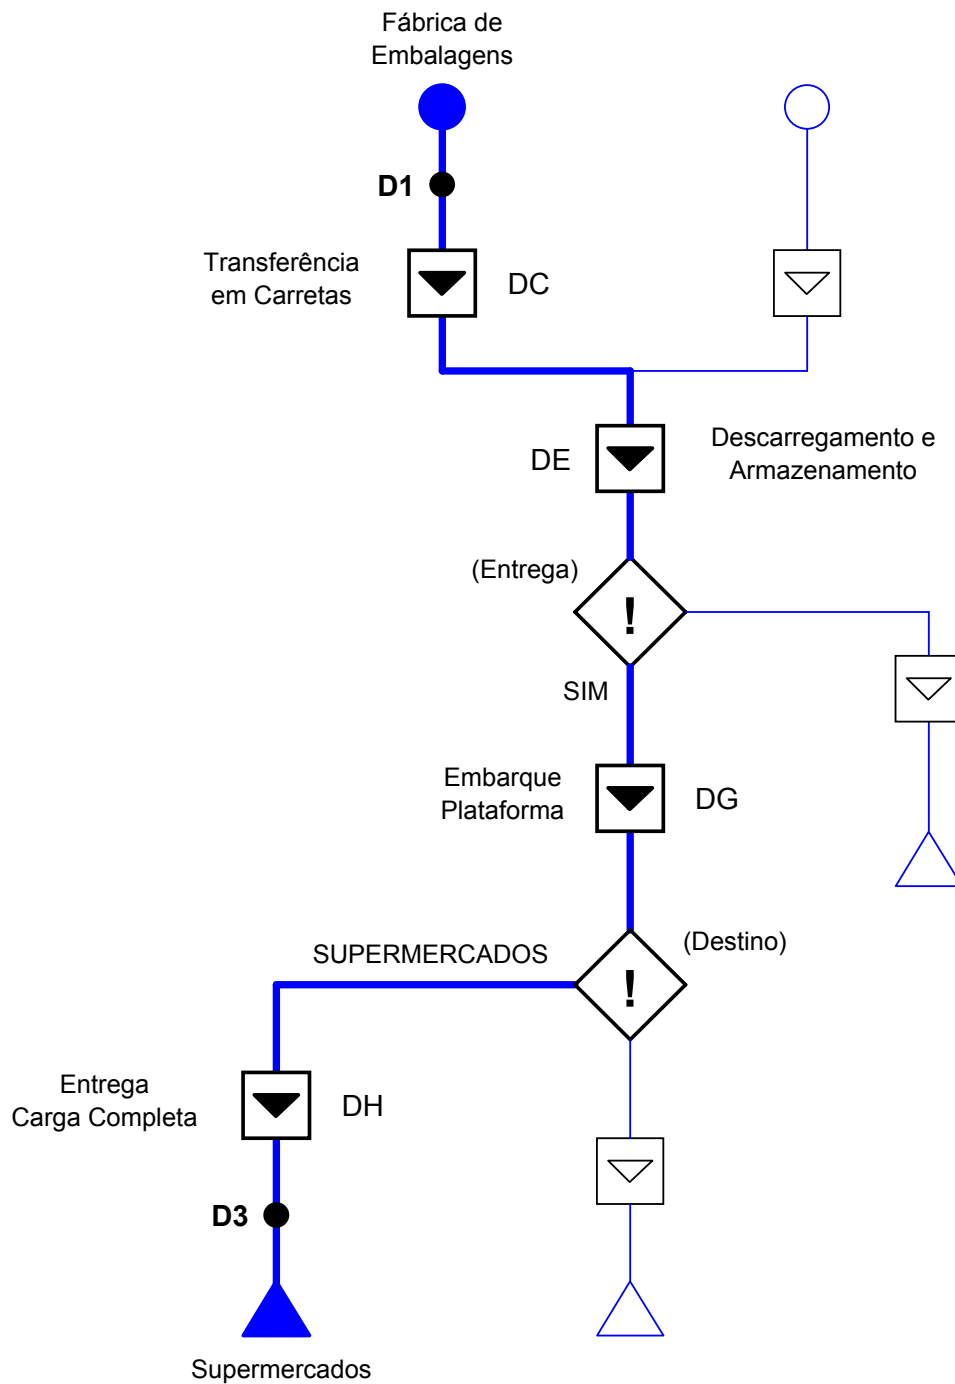 Fábrica de
Embalagens
D1
Transferência
em Carretas
DC
DE
Descarregamento e
Armazenamento
(Entrega)
!
SIM
Embarque
Plataforma
DG
(Destino)
SUPERMERCADOS
!
Entrega
Carga Completa
DH
D3
Supermercados